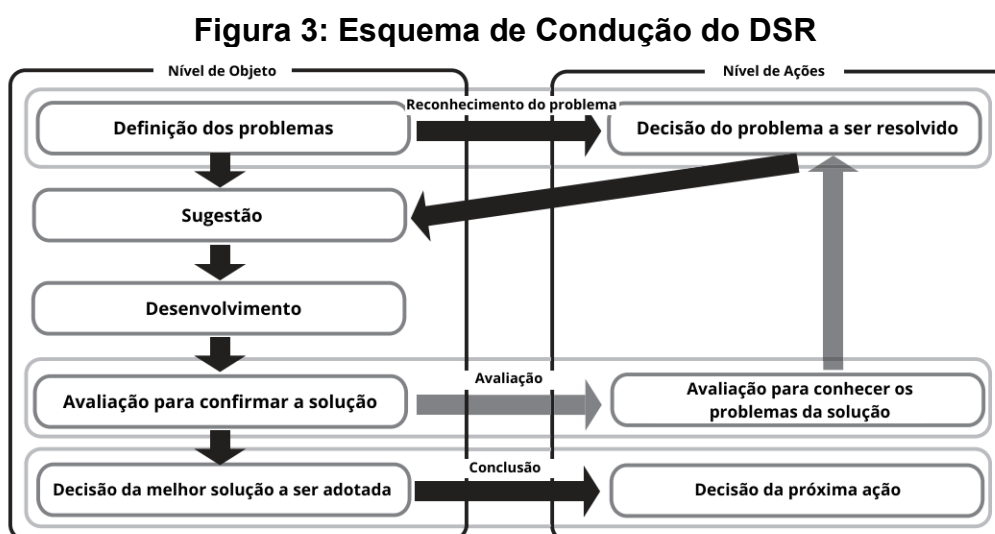 Figura 3: Esquema de Condução do DSR
Nível de Objeto
Nível de Ações
Reconhecimento do problema
Definição dos problemas
Decisão do problema a ser resolvido
Sugestão
Desenvolvimento
Avaliação
Avaliação para confirmar a solução
Avaliação para conhecer os
problemas da solução
Conclusão
Decisão da melhor solução a ser adotada
Decisão da próxima ação